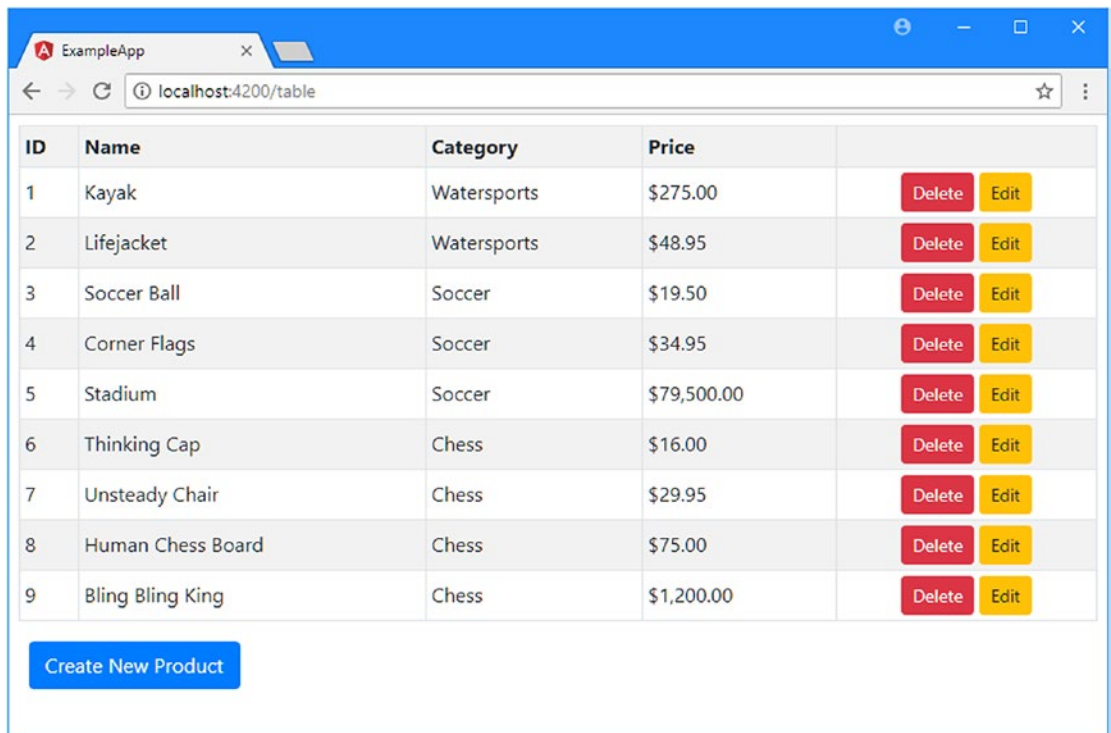 ExampleApp
localhost:4200/table
ID Name Category Price
1 Kayak Watersports $275.00 Delete Edit
2 Lifejacket Watersports $48.95 Delete Edit
3 Soccer Ball Soccer $19.50 Delete Edit
4 Corner Flags Soccer $34.95 Delete Edit
5 Stadium Soccer $79,500.00 Delete Edit
6 Thinking Cap Chess $16.00 Delete Edit
7 Unsteady Chair Chess $29.95 Delete Edit
8 Human Chess Board Chess $75.00 Delete Edit
9 Bling Bling King Chess $1,200.00 Delete Edit
Create New Product